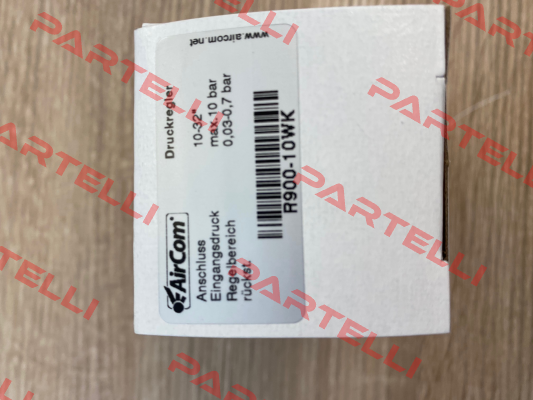 AirCom
Druckregler
Anschluss 10-32"
Eingangsdruck max.10 bar
Regelbereich 0,03-0,7 bar
rückst.
R900-10WK
www.aircom.net
PARTELLI
PARTELLI
PARTELLI
PARTELLI
PARTELLI
PARTELLI